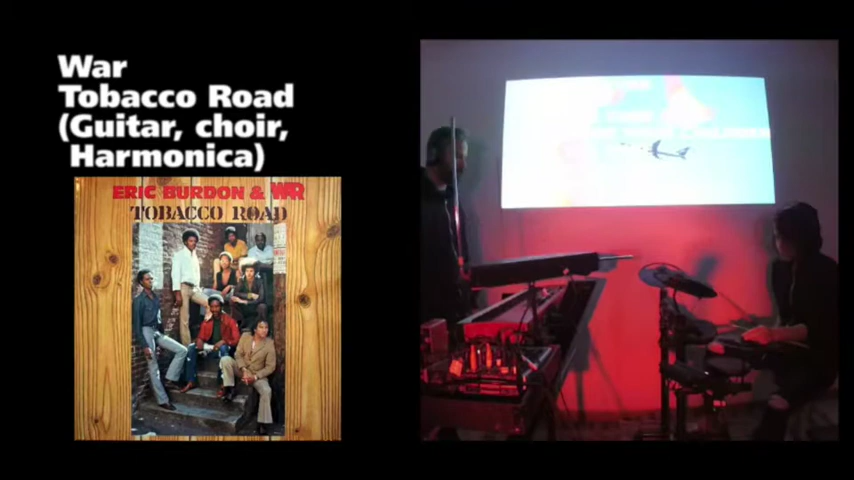 War
Tobacco Road
(Guitar, choir,
Harmonica)
ERIC BURDON & WAR
TOBACCO ROAD